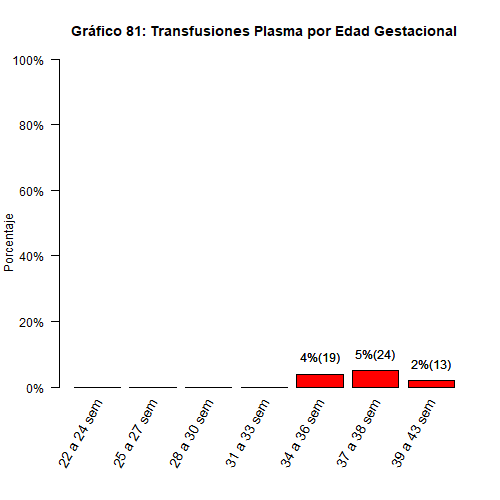 Gráfico 81: Transfusiones Plasma por Edad Gestacional
Porcentaje
100%
80%
60%
40%
20%
0%
4%(19)
5%(24)
2%(13)
22 a 24 sem
25 a 27 sem
28 a 30 sem
31 a 33 sem
34 a 36 sem
37 a 38 sem
39 a 43 sem